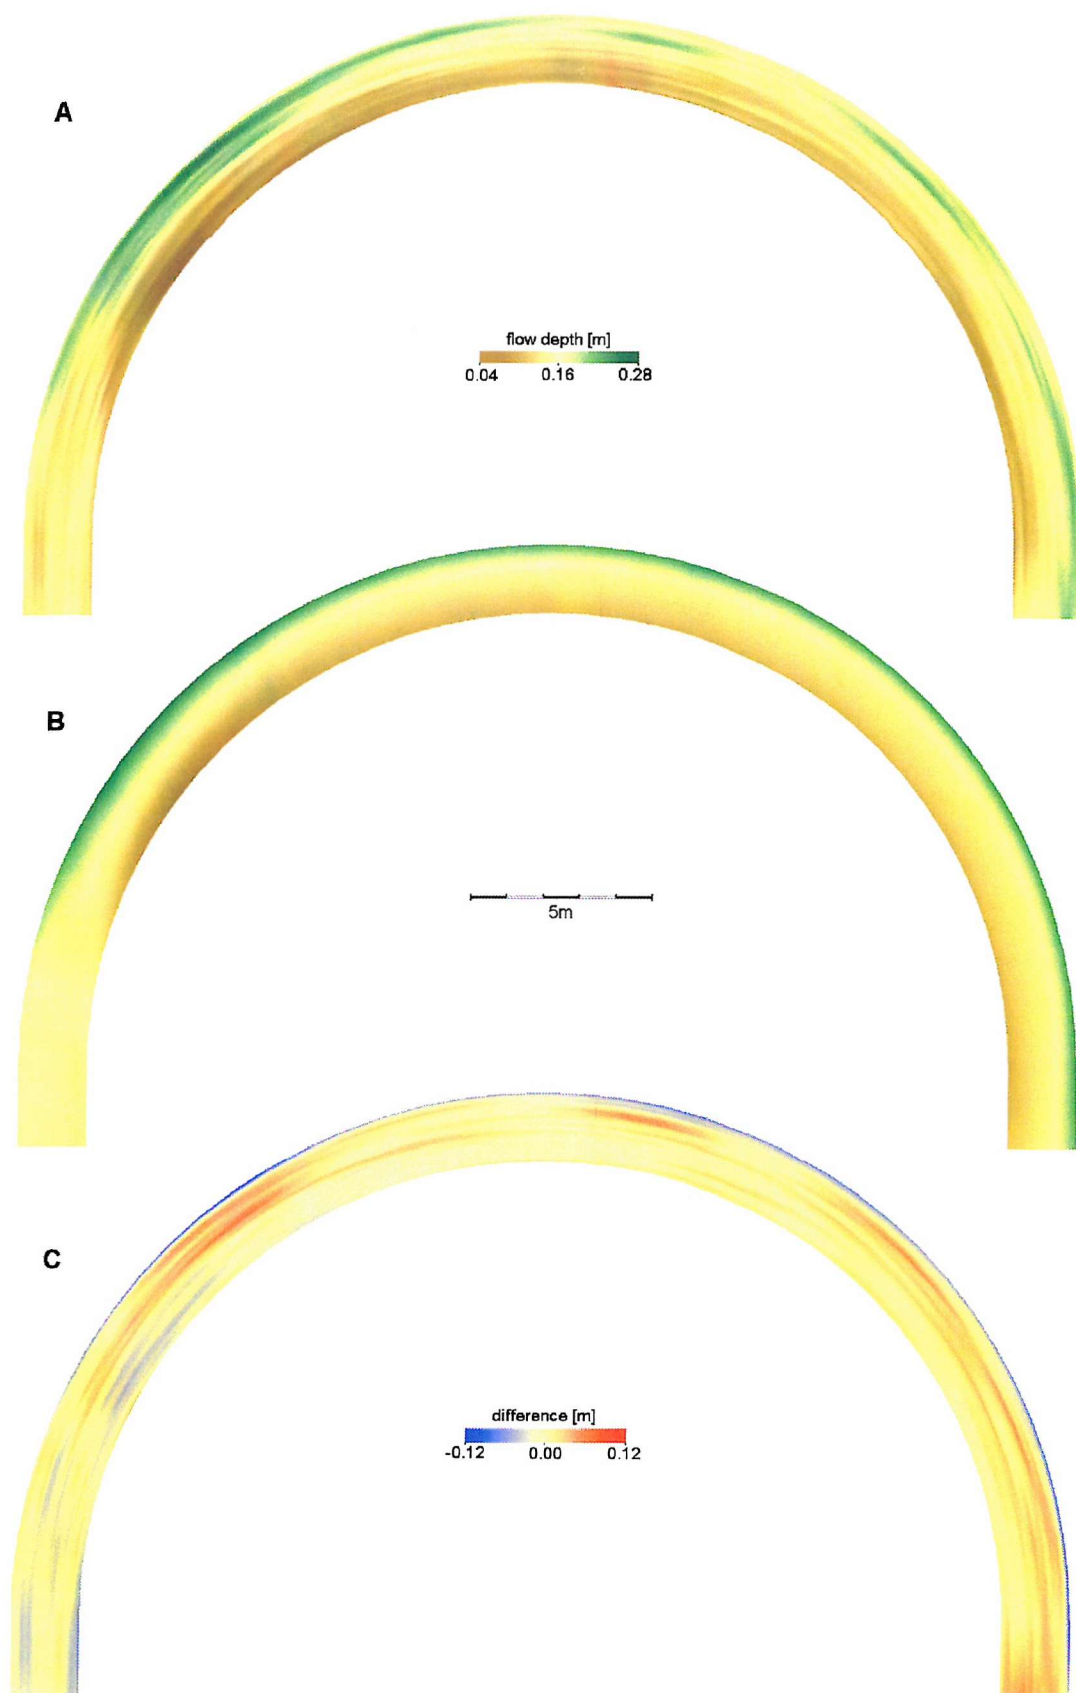 A
flow depth [m]
0.04 0.16 0.28
B
5m
C
difference [m]
-0.12 0.00 0.12